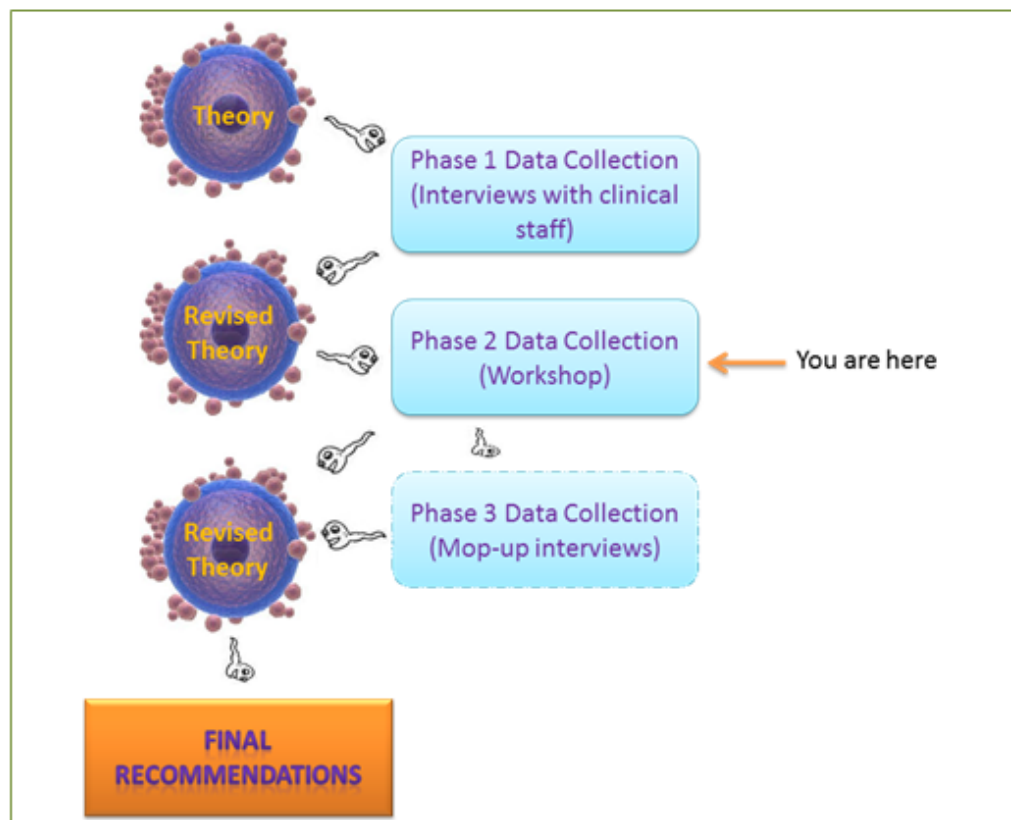 Theory
Phase 1 Data Collection
(Interviews with clinical
staff)
Revised
Theory
Phase 2 Data Collection
(Workshop)
You are here
Revised
Theory
Phase 3 Data Collection
(Mop-up interviews)
FINAL
RECOMMENDATIONS